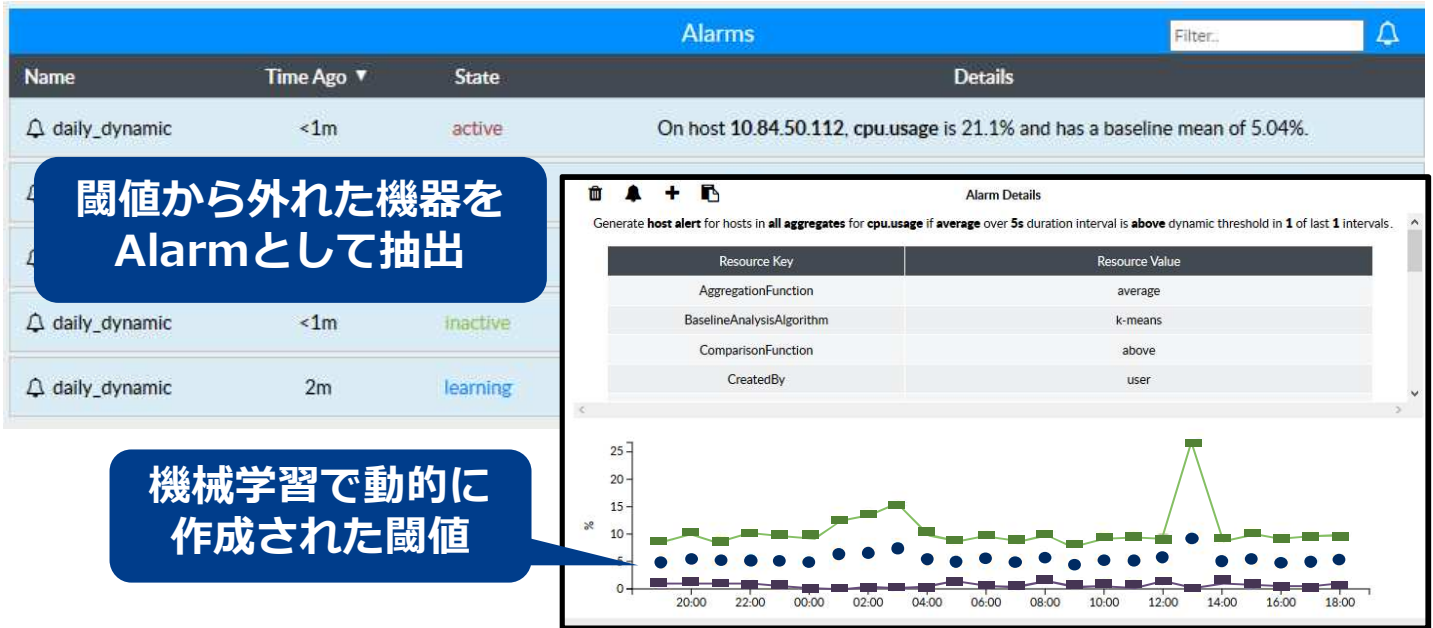 Alarms
Filter..
Name Time Ago ▼ State Details
daily_dynamic <1m active On host 10.84.50.112, cpu.usage is 21.1% and has a baseline mean of 5.04%.
閾値から外れた機器を
Alarmとして抽出
daily_dynamic <1m inactive
daily_dynamic 2m learning
Alarm Details
Generate host alert for hosts in all aggregates for cpu.usage if average over 5s duration interval is above dynamic threshold in 1 of last 1 intervals.
Resource Key Resource Value
AggregationFunction average
BaselineAnalysisAlgorithm k-means
ComparisonFunction above
CreatedBy user
機械学習で動的に
作成された閾値
25
20
15
%
10
5
0
20:00 22:00 00:00 02:00 04:00 06:00 08:00 10:00 12:00 14:00 16:00 18:00